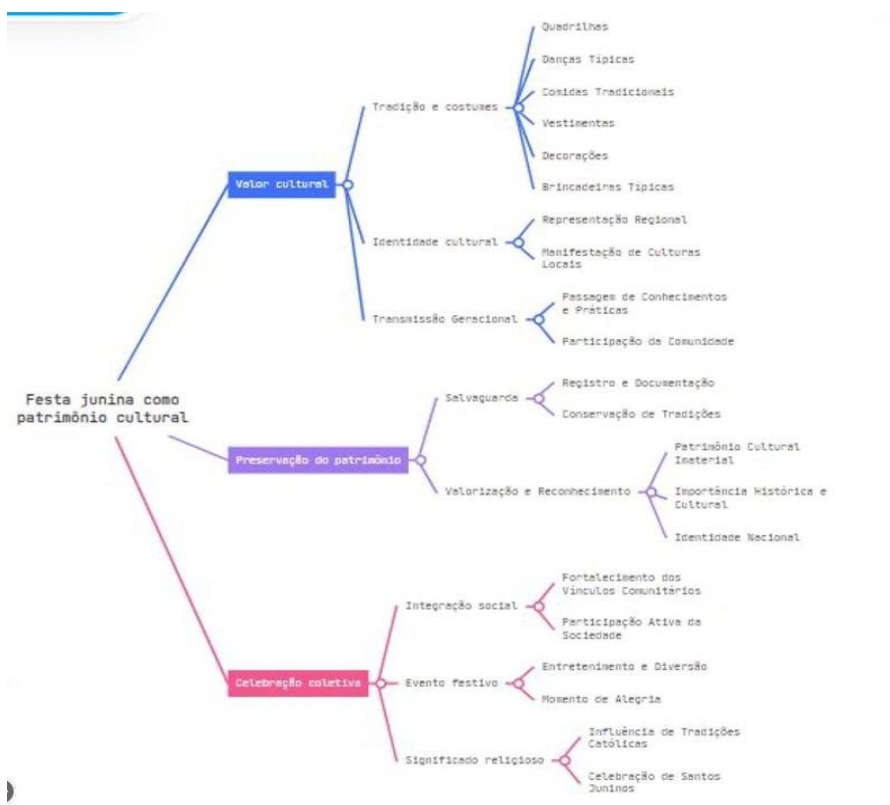 Festa junina como
patrimônio cultural
Valor cultural
Tradição e costumes
Quadrilhas
Danças Típicas
Comidas Tradicionais
Vestimentas
Decorações
Brincadeiras Típicas
Identidade cultural
Representação Regional
Manifestação de Culturas
Locais
Transmissão Geracional
Passagem de Conhecimentos
e Práticas
Participação da Comunidade
Preservação do patrimônio
Salvaguarda
Registro e Documentação
Conservação de Tradições
Valorização e Reconhecimento
Patrimônio Cultural
Imaterial
Importância Histórica e
Cultural
Identidade Nacional
Celebração coletiva
Integração social
Fortalecimento dos
Vínculos Comunitários
Participação Ativa da
Sociedade
Evento festivo
Entretenimento e Diversão
Momento de Alegria
Significado religioso
Influência de Tradições
Católicas
Celebração de Santos
Juninos